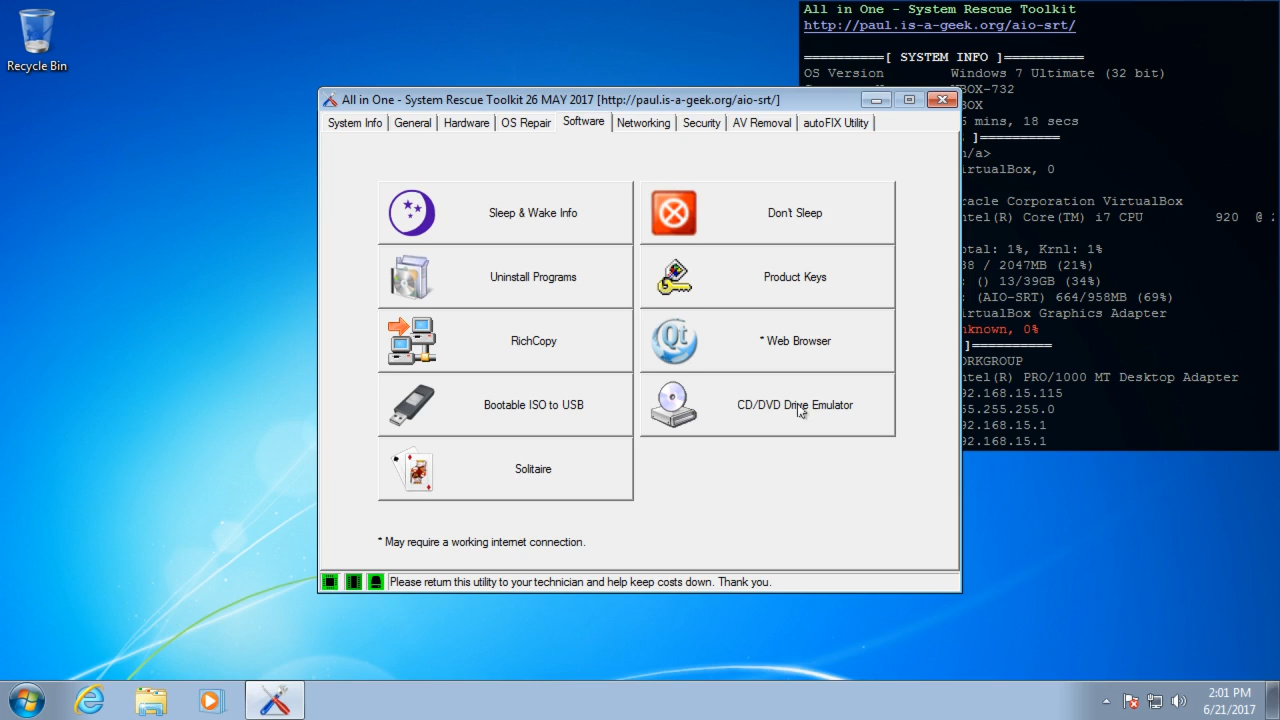 Recycle Bin
All in One - System Rescue Toolkit
http://paul.is-a-geek.org/aio-srt/
==========[ SYSTEM INFO ]==========
OS Version Windows 7 Ultimate (32 bit)
BOX-732
BOX
mins, 18 secs
]==========
n/a>
irtualBox, 0
racle Corporation VirtualBox
ntel(R) Core(TM) i7 CPU 920 @
otal: 1%, Krnl: 1%
38 / 2047MB (21%)
: () 13/39GB (34%)
: (AIO-SRT) 664/958MB (69%)
irtualBox Graphics Adapter
nknown, 0%
]==========
ORKGROUP
ntel(R) PRO/1000 MT Desktop Adapter
92.168.15.115
55.255.255.0
92.168.15.1
92.168.15.1
All in One - System Rescue Toolkit 26 MAY 2017 [http://paul.is-a-geek.org/aio-srt/]
System Info General Hardware OS Repair Software Networking Security AV Removal autoFIX Utility
Sleep & Wake Info
Don't Sleep
Uninstall Programs
Product Keys
RichCopy
Qt
* Web Browser
Bootable ISO to USB
CD/DVD Drive Emulator
Solitaire
* May require a working internet connection.
Please return this utility to your technician and help keep costs down. Thank you.
2:01 PM
6/21/2017